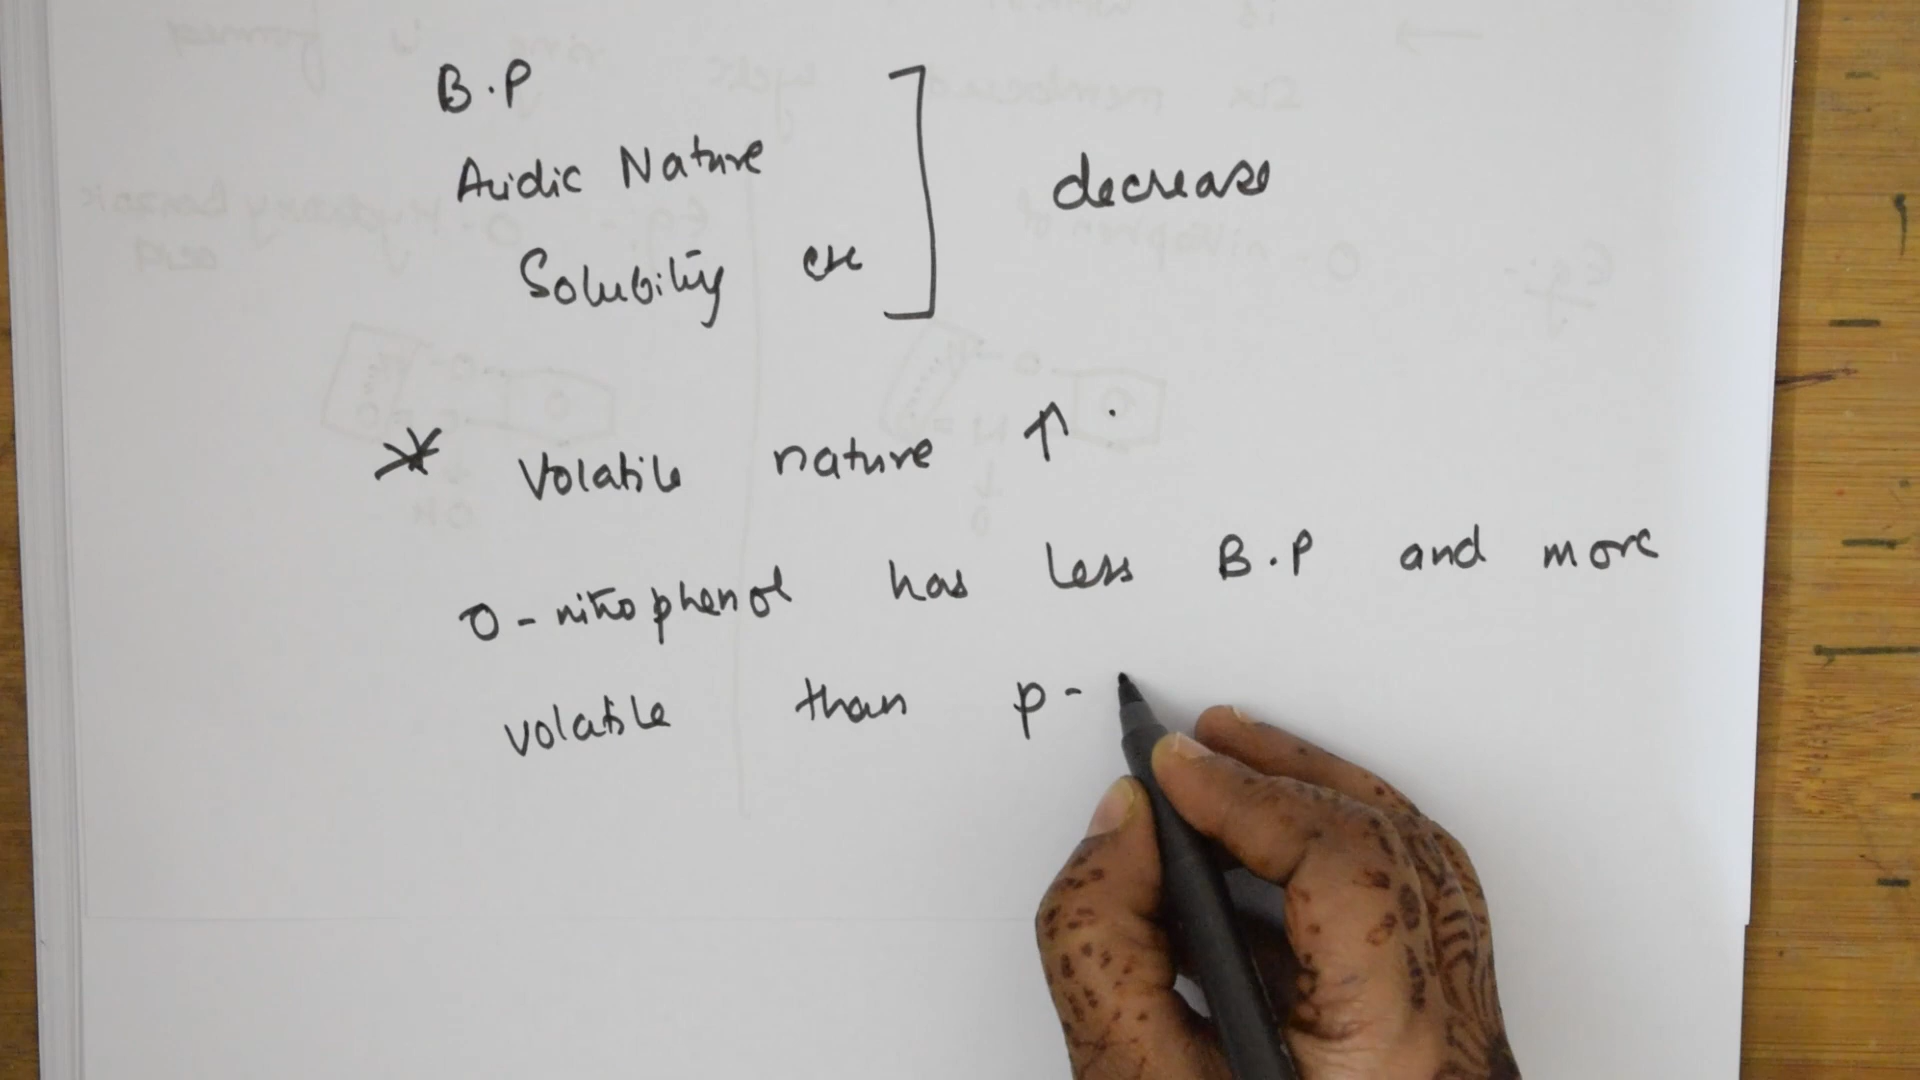 B.P
Acidic Nature
Solubility etc
decrease
* Volatile nature ↑.
O-nitrophenol has less B.P and more
volatile than p-